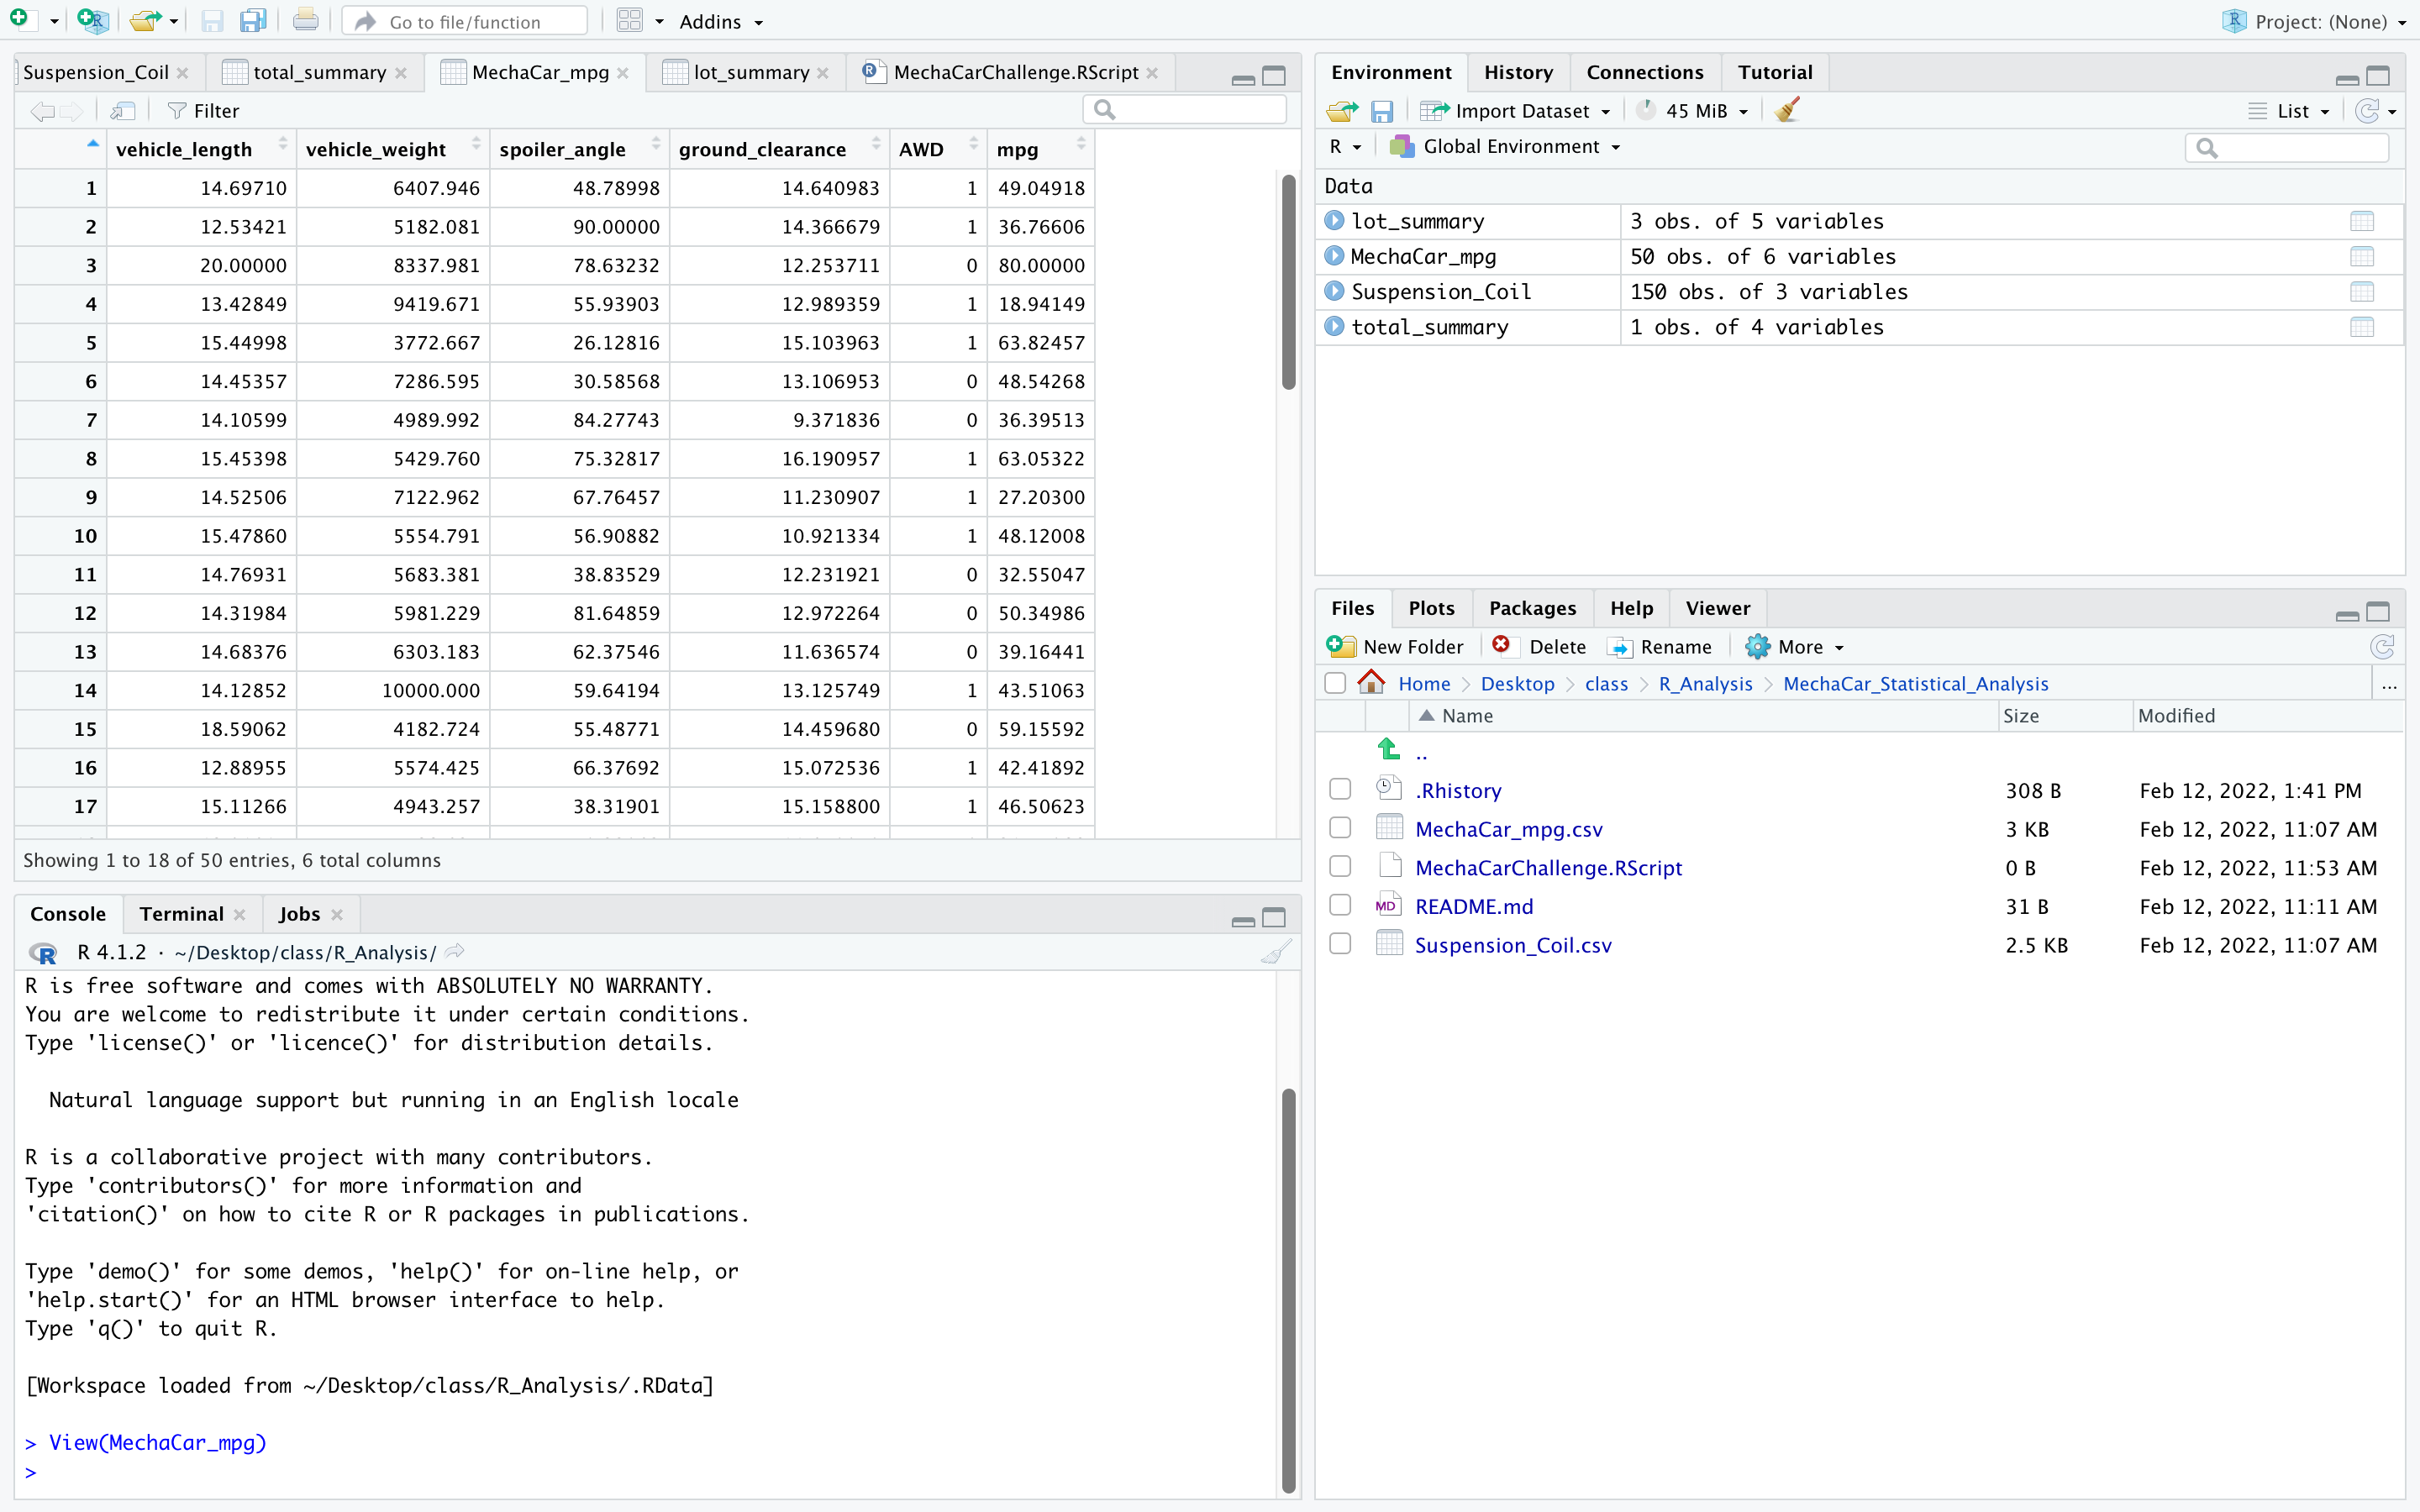 Go to file/function
Addins
Project: (None)
Suspension_Coil
total_summary
MechaCar_mpg
lot_summary
MechaCarChallenge.RScript
Filter
vehicle_length vehicle_weight spoiler_angle ground_clearance AWD mpg
1 14.69710 6407.946 48.78998 14.640983 1 49.04918
2 12.53421 5182.081 90.00000 14.366679 1 36.76606
3 20.00000 8337.981 78.63232 12.253711 0 80.00000
4 13.42849 9419.671 55.93903 12.989359 1 18.94149
5 15.44998 3772.667 26.12816 15.103963 1 63.82457
6 14.45357 7286.595 30.58568 13.106953 0 48.54268
7 14.10599 4989.992 84.27743 9.371836 0 36.39513
8 15.45398 5429.760 75.32817 16.190957 1 63.05322
9 14.52506 7122.962 67.76457 11.230907 1 27.20300
10 15.47860 5554.791 56.90882 10.921334 1 48.12008
11 14.76931 5683.381 38.83529 12.231921 0 32.55047
12 14.31984 5981.229 81.64859 12.972264 0 50.34986
13 14.68376 6303.183 62.37546 11.636574 0 39.16441
14 14.12852 10000.000 59.64194 13.125749 1 43.51063
15 18.59062 4182.724 55.48771 14.459680 0 59.15592
16 12.88955 5574.425 66.37692 15.072536 1 42.41892
17 15.11266 4943.257 38.31901 15.158800 1 46.50623
Showing 1 to 18 of 50 entries, 6 total columns
Console Terminal Jobs
R 4.1.2 · ~/Desktop/class/R_Analysis/
R is free software and comes with ABSOLUTELY NO WARRANTY.
You are welcome to redistribute it under certain conditions.
Type 'license()' or 'licence()' for distribution details.
Natural language support but running in an English locale
R is a collaborative project with many contributors.
Type 'contributors()' for more information and
'citation()' on how to cite R or R packages in publications.
Type 'demo()' for some demos, 'help()' for on-line help, or
'help.start()' for an HTML browser interface to help.
Type 'q()' to quit R.
[Workspace loaded from ~/Desktop/class/R_Analysis/.RData]
> View(MechaCar_mpg)
>
Environment History Connections Tutorial
Import Dataset 45 MiB List
R Global Environment
Data
lot_summary 3 obs. of 5 variables
MechaCar_mpg 50 obs. of 6 variables
Suspension_Coil 150 obs. of 3 variables
total_summary 1 obs. of 4 variables
Files Plots Packages Help Viewer
New Folder Delete Rename More
Home Desktop class R_Analysis MechaCar_Statistical_Analysis ...
Name Size Modified
..
.Rhistory 308 B Feb 12, 2022, 1:41 PM
MechaCar_mpg.csv 3 KB Feb 12, 2022, 11:07 AM
MechaCarChallenge.RScript 0 B Feb 12, 2022, 11:53 AM
MD README.md 31 B Feb 12, 2022, 11:11 AM
Suspension_Coil.csv 2.5 KB Feb 12, 2022, 11:07 AM